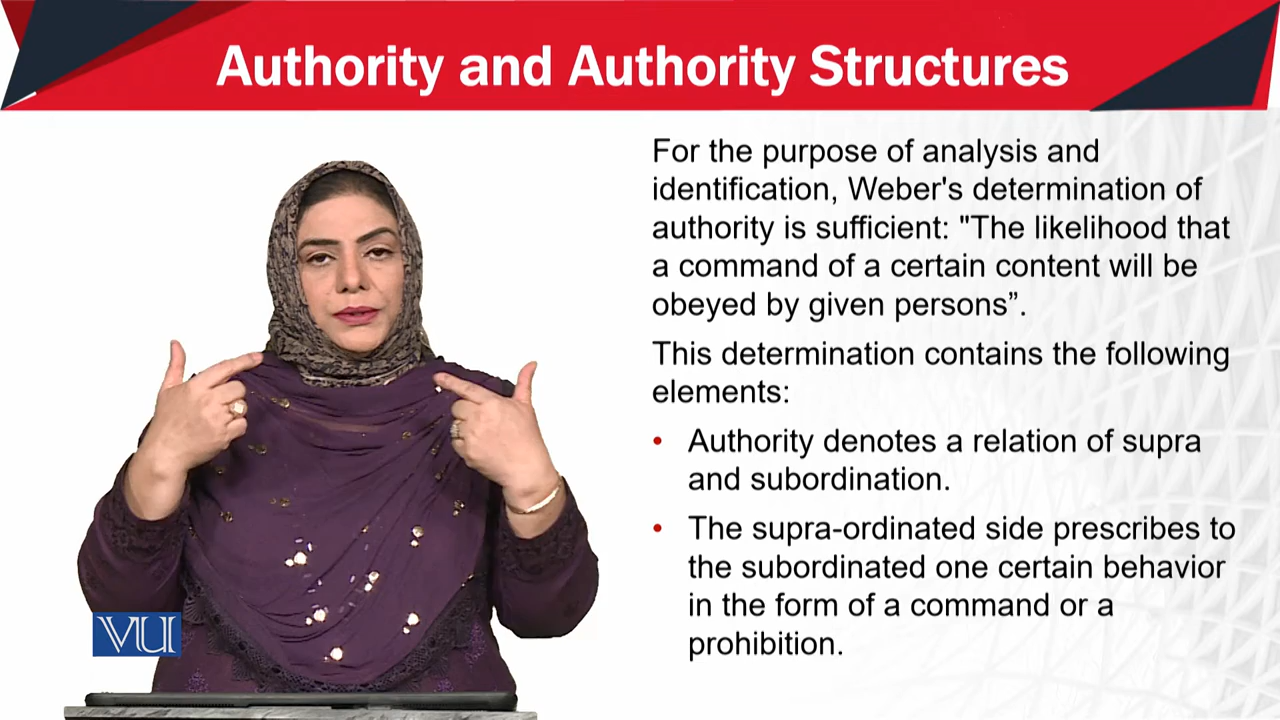 Authority and Authority Structures
For the purpose of analysis and
identification, Weber's determination of
authority is sufficient: "The likelihood that
a command of a certain content will be
obeyed by given persons”.
This determination contains the following
elements:
• Authority denotes a relation of supra
and subordination.
• The supra-ordinated side prescribes to
the subordinated one certain behavior
in the form of a command or a
prohibition.
VU